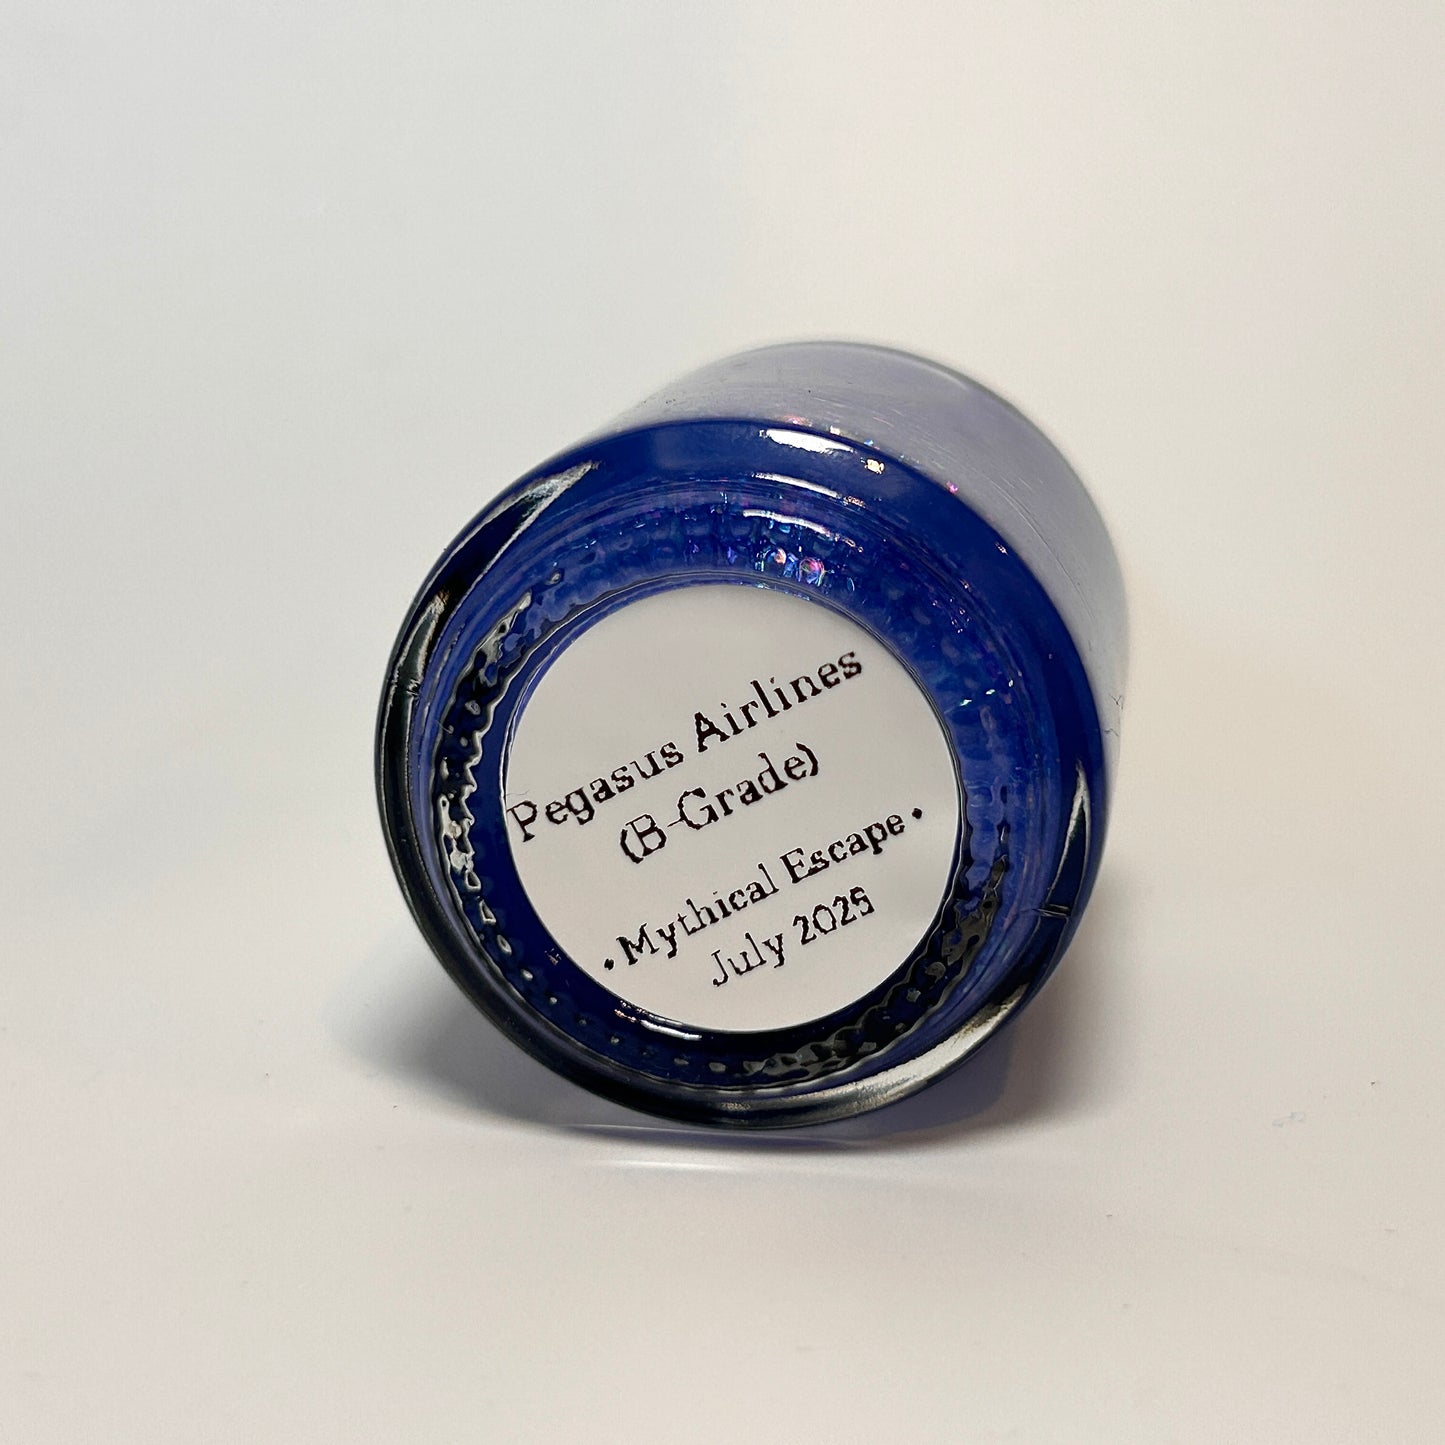 Pegasus Airlines
(B-Grade)
• Mythical Escape •
July 2025